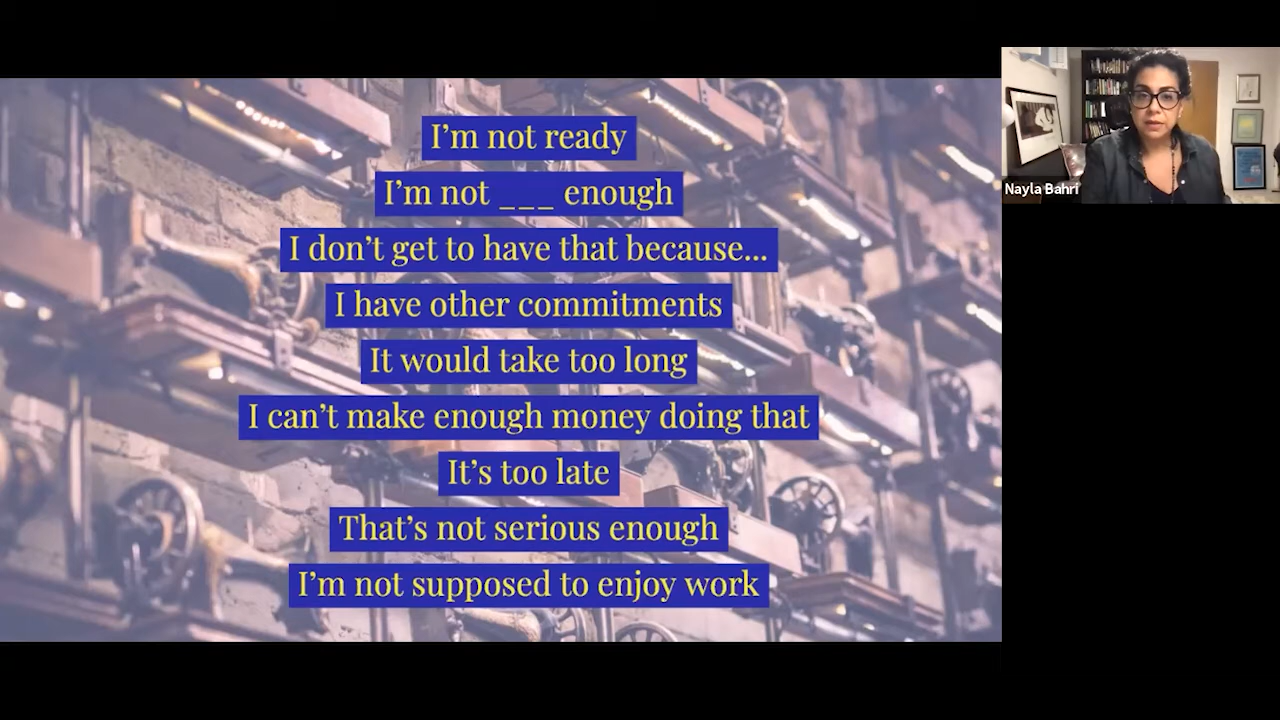 I’m not ready
I’m not ___ enough
I don’t get to have that because...
I have other commitments
It would take too long
I can’t make enough money doing that
It’s too late
That’s not serious enough
I’m not supposed to enjoy work
Nayla Bahri